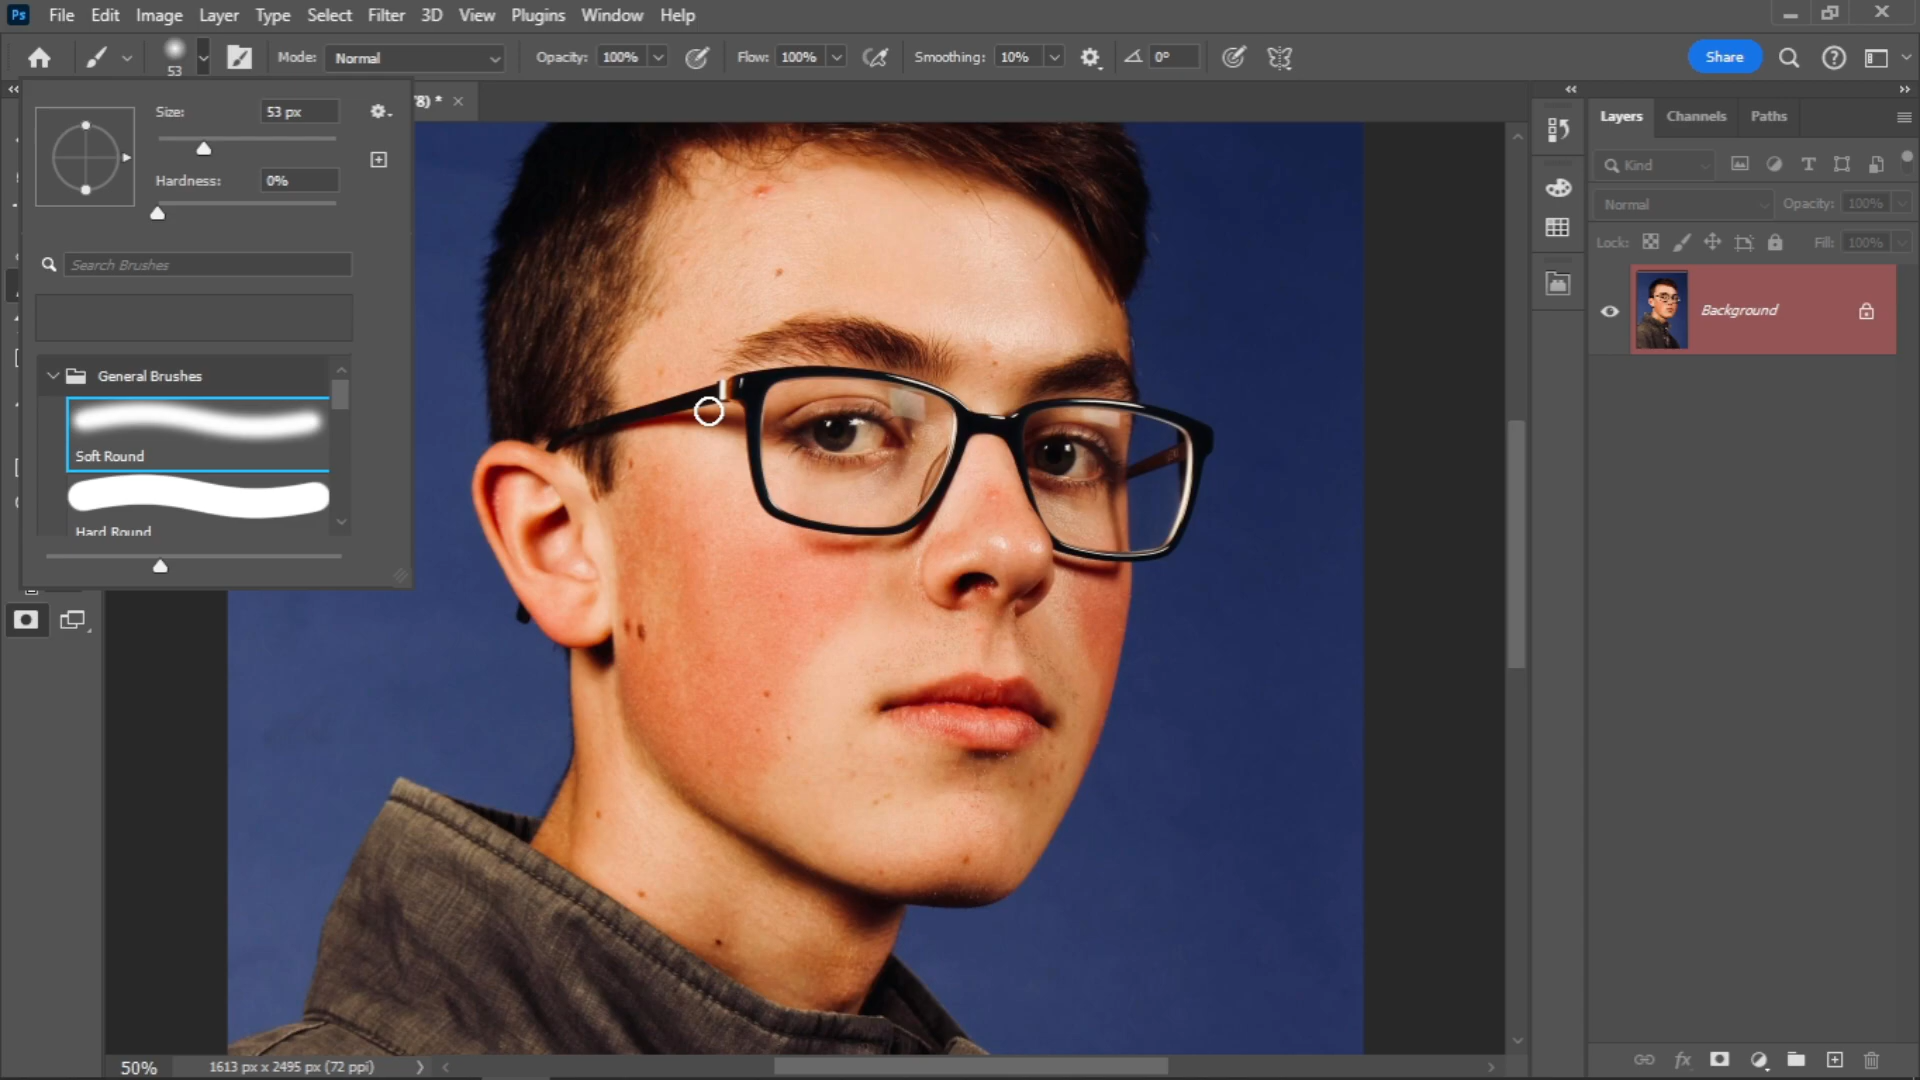 Ps File Edit Image Layer Type Select Filter 3D View Plugins Window Help
53 Mode: Normal Opacity: 100% Flow: 100% Smoothing: 10% 0° Share
8) *
Size: 53 px
Hardness: 0%
Search Brushes
General Brushes
Soft Round
Hard Round
Layers Channels Paths
Kind
Normal Opacity: 100%
Lock: Fill: 100%
Background
fx
50% 1613 px x 2495 px (72 ppi)